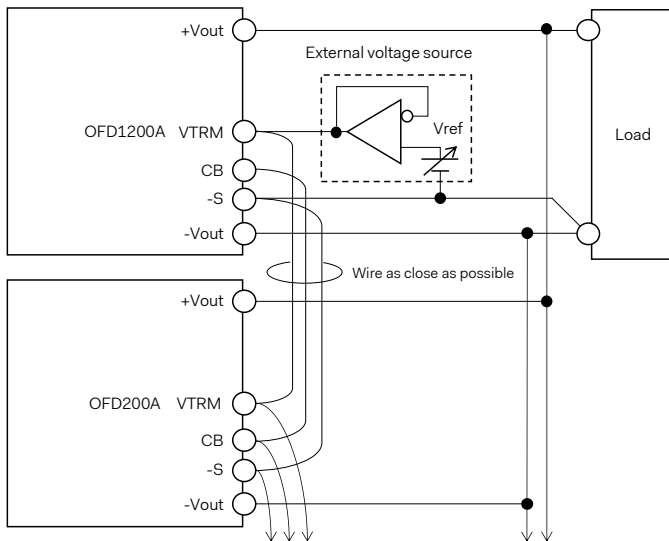 +Vout
External voltage source
OFD1200A VTRM
Vref
Load
CB
-S
-Vout
Wire as close as possible
+Vout
OFD200A VTRM
CB
-S
-Vout